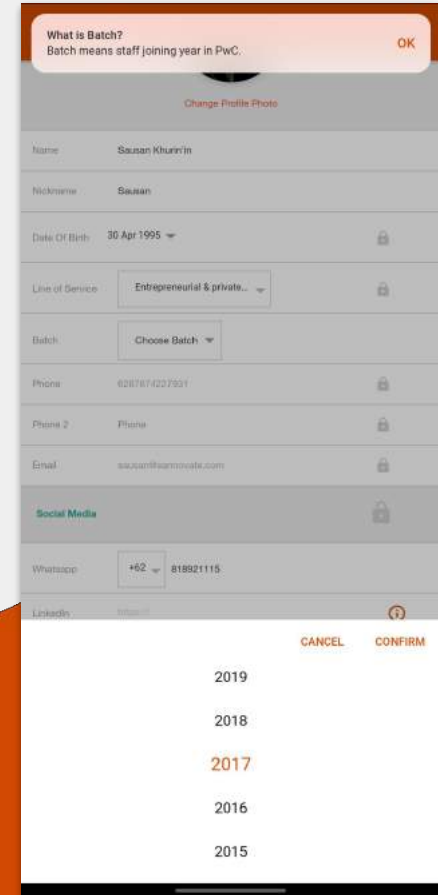 What is Batch?
Batch means staff joining year in PwC.
OK
Change Profile Photo
Name Sausan Khurin'in
Nickname Sausan
Date Of Birth 30 Apr 1995
Line of Service Entrepreneurial & private...
Batch Choose Batch
Phone
Phone 2 Phone
Email
Social Media
Whatsapp +62 818921115
LinkedIn
CANCEL CONFIRM
2019
2018
2017
2016
2015